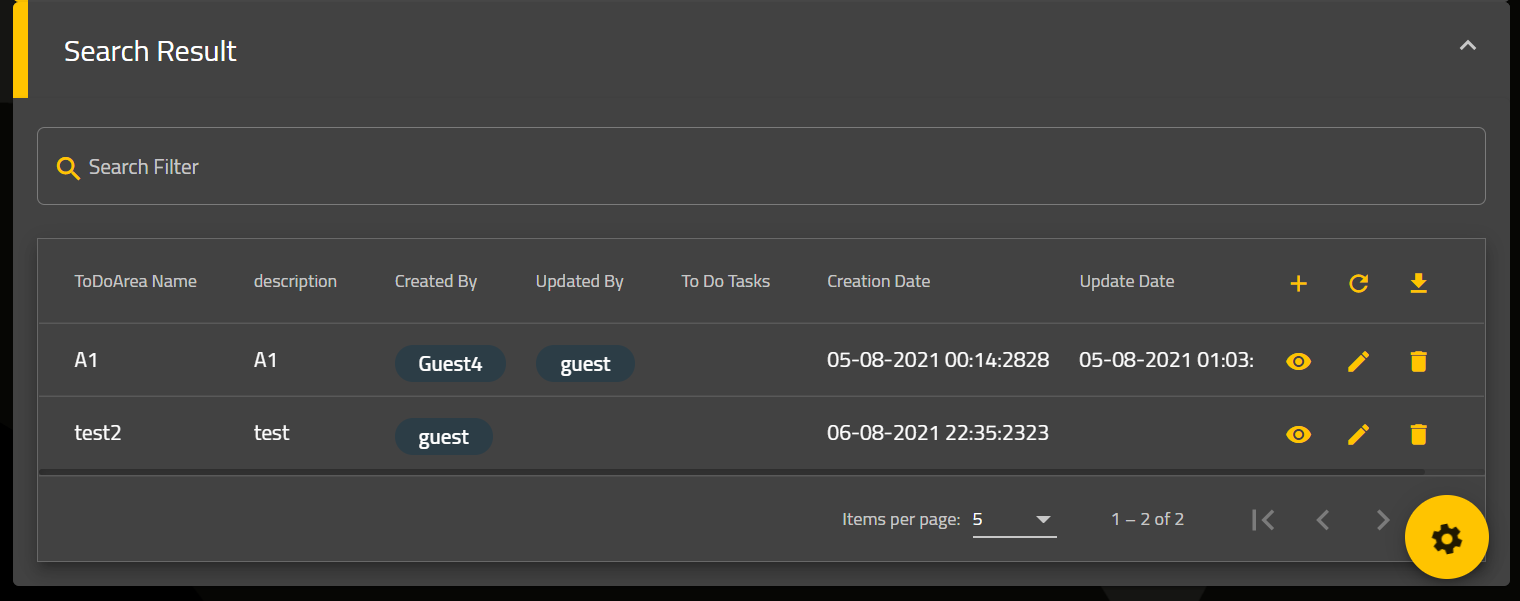 Search Result
Search Filter
ToDoArea Name description Created By Updated By To Do Tasks Creation Date Update Date
A1 A1 Guest4 guest 05-08-2021 00:14:2828 05-08-2021 01:03:
test2 test guest 06-08-2021 22:35:2323
Items per page: 5 1 – 2 of 2